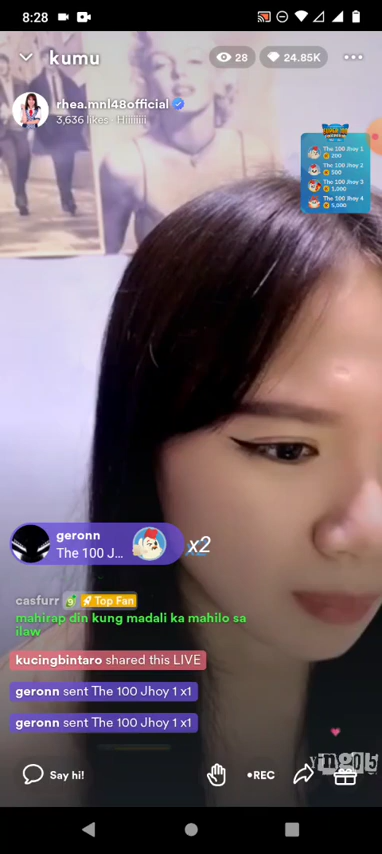 8:28
kumu
28
24.85K
rhea.mnl48official
3,636 likes · Hiiiiiiii
The 100 Jhoy 1
200
The 100 Jhoy 2
500
The 100 Jhoy 3
1,000
The 100 Jhoy 4
5,000
geronn
The 100 J...
x2
casfurr 9 Top Fan
mahirap din kung madali ka mahilo sa
ilaw
kucingbintaro shared this LIVE
geronn sent The 100 Jhoy 1 x1
geronn sent The 100 Jhoy 1 x1
Say hi!
•REC